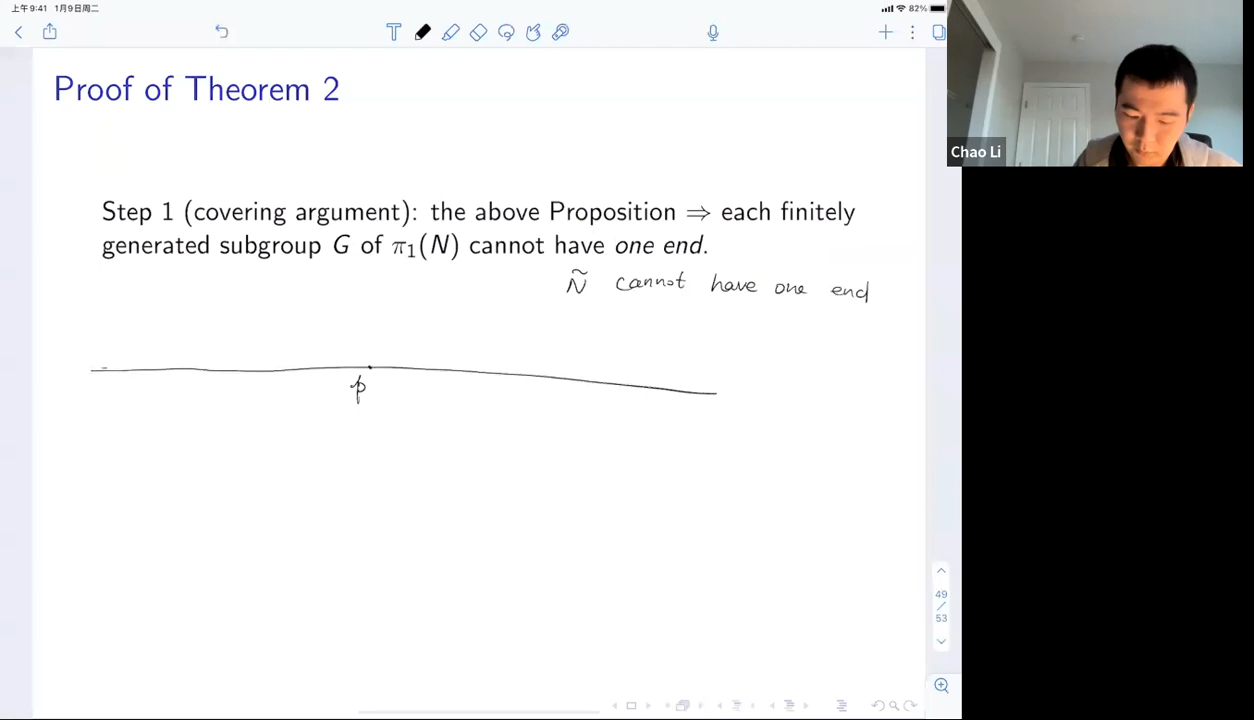 上午9:41 1月9日周二
82%
Proof of Theorem 2
Chao Li
Step 1 (covering argument): the above Proposition ⇒ each finitely
generated subgroup G of π₁(N) cannot have one end.
Ñ cannot have one end
p
49
/
53